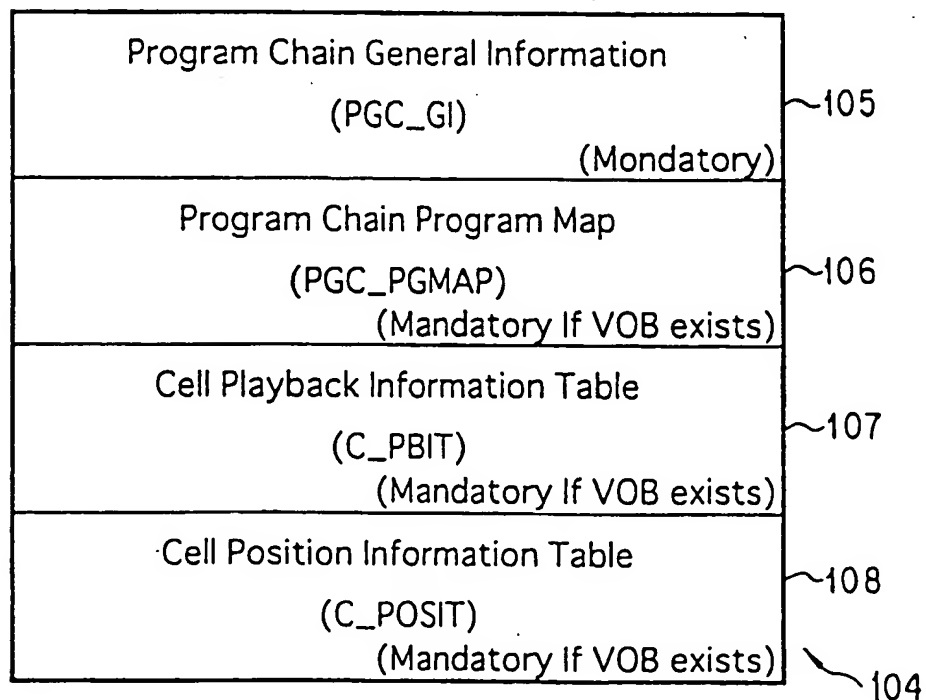 Program Chain General Information
(PGC_GI)
(Mondatory)
105
Program Chain Program Map
(PGC_PGMAP)
(Mandatory If VOB exists)
106
Cell Playback Information Table
(C_PBIT)
(Mandatory If VOB exists)
107
Cell Position Information Table
(C_POSIT)
(Mandatory If VOB exists)
108
104